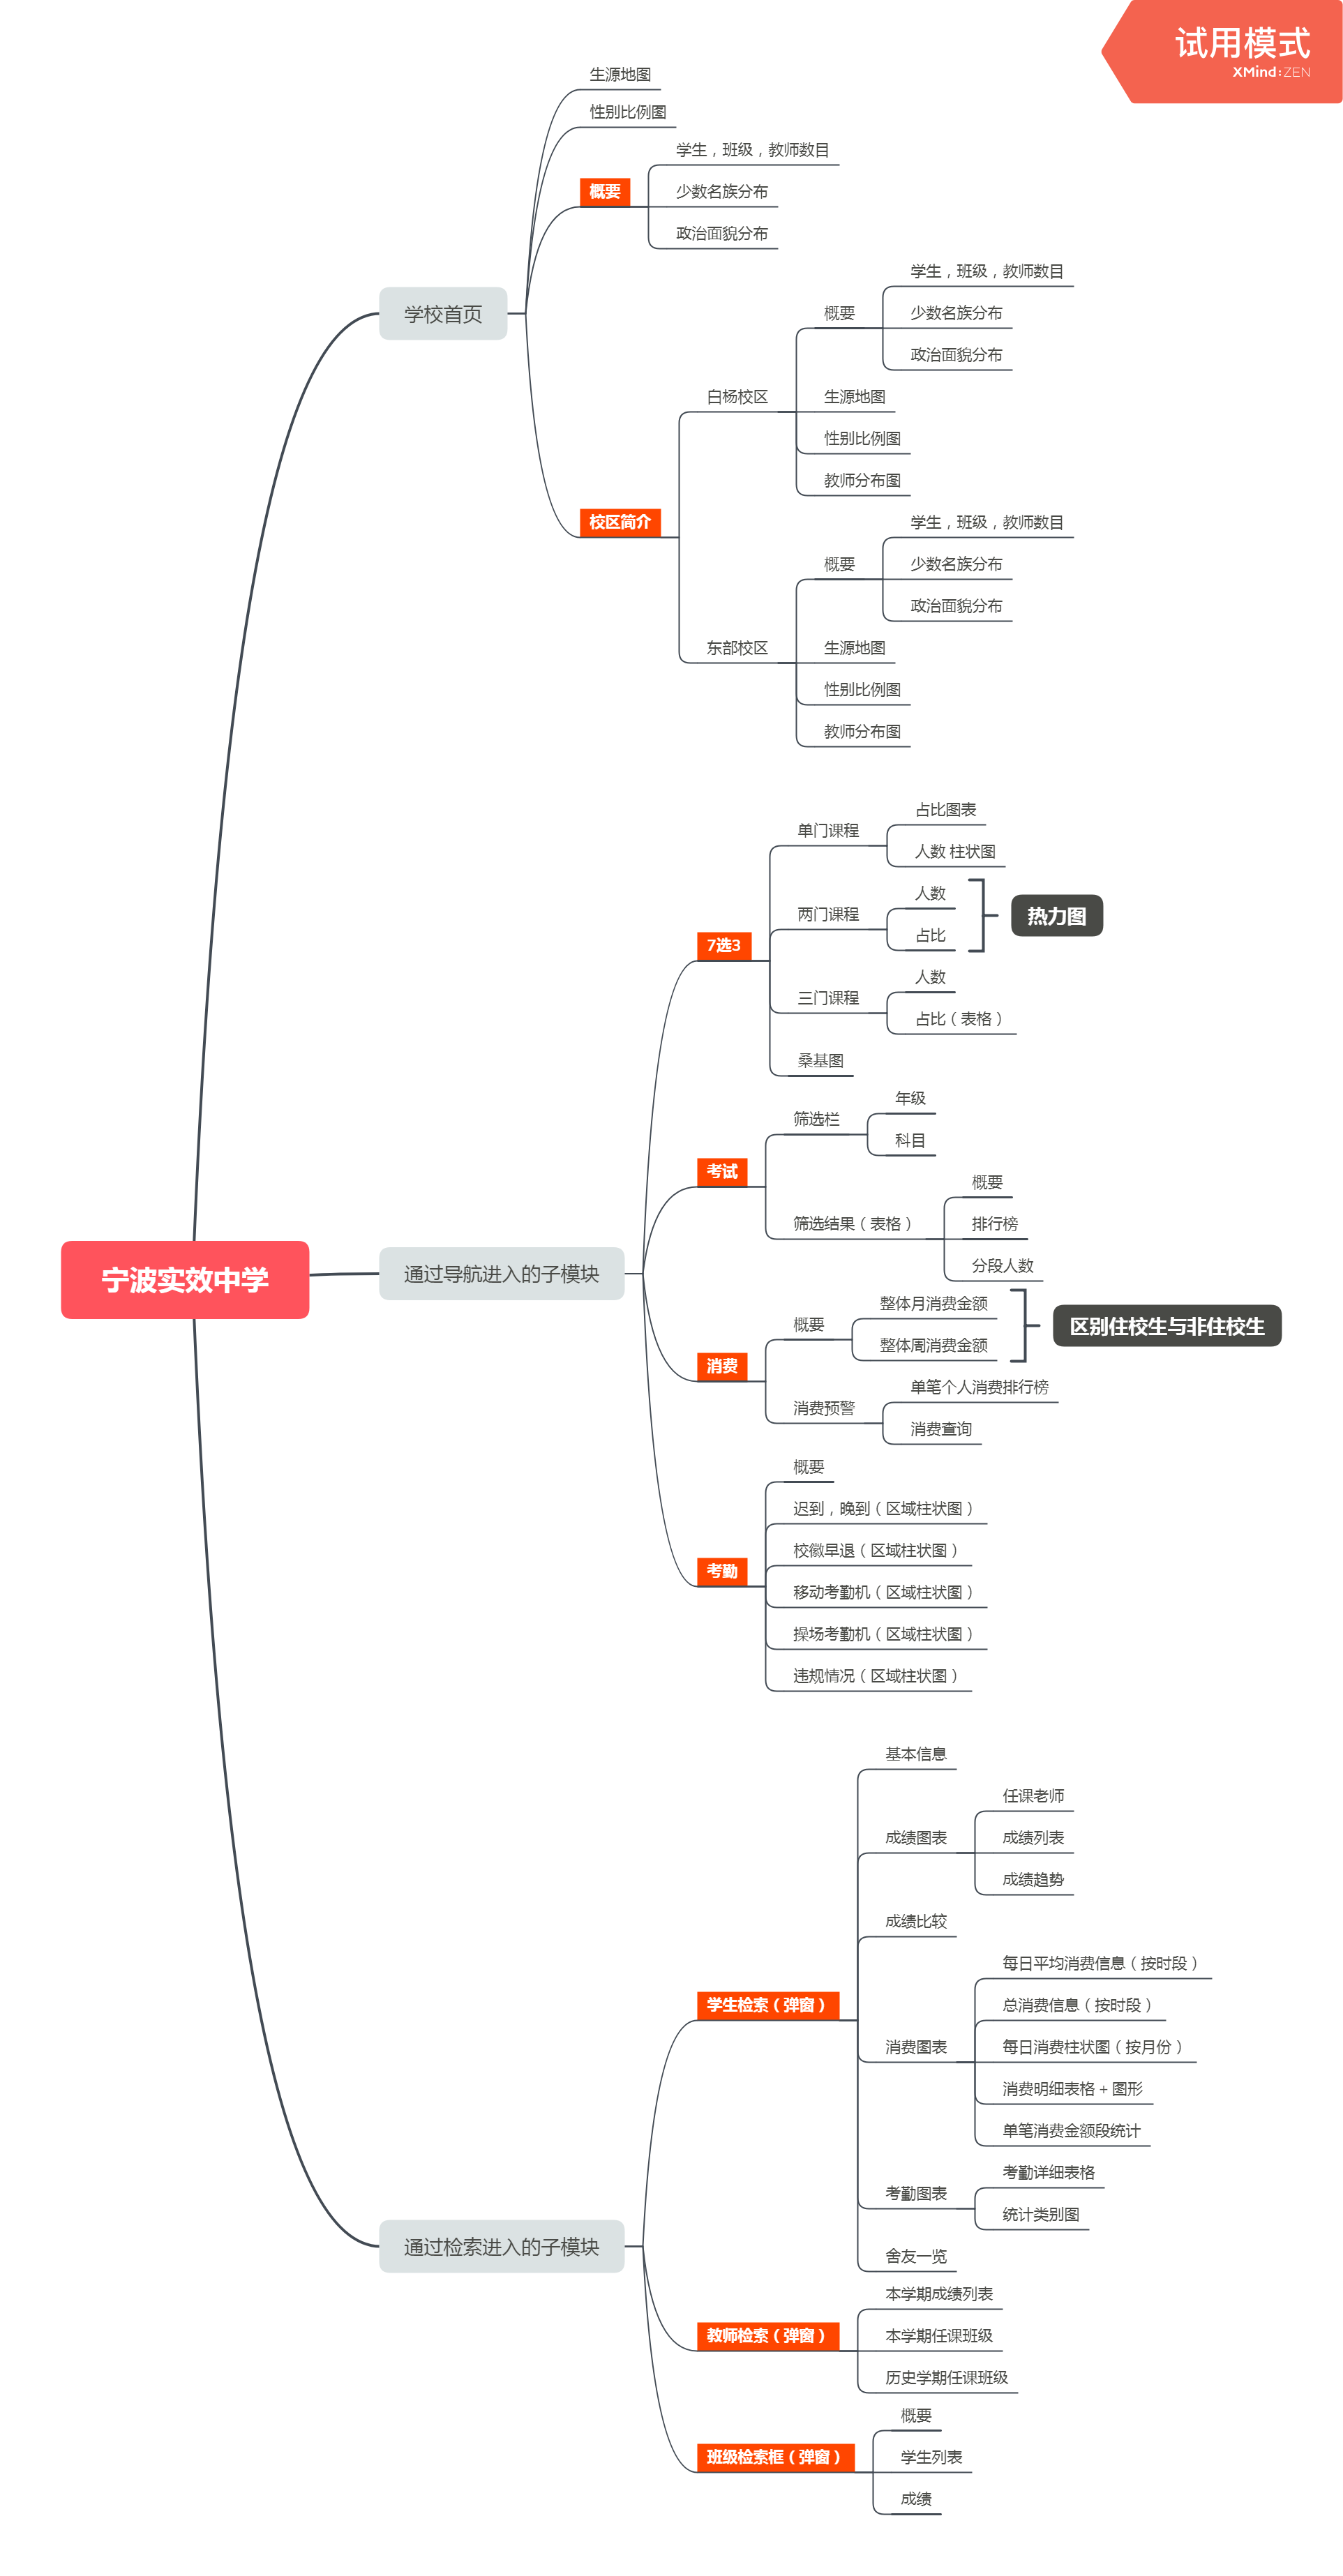 试用模式
XMind:ZEN
宁波实效中学
学校首页
生源地图
性别比例图
概要
学生，班级，教师数目
少数名族分布
政治面貌分布
校区简介
白杨校区
概要
学生，班级，教师数目
少数名族分布
政治面貌分布
生源地图
性别比例图
教师分布图
东部校区
概要
学生，班级，教师数目
少数名族分布
政治面貌分布
生源地图
性别比例图
教师分布图
通过导航进入的子模块
7选3
单门课程
占比图表
人数 柱状图
两门课程
人数
占比
热力图
三门课程
人数
占比（表格）
桑基图
考试
筛选栏
年级
科目
筛选结果（表格）
概要
排行榜
分段人数
消费
概要
整体月消费金额
整体周消费金额
区别住校生与非住校生
消费预警
单笔个人消费排行榜
消费查询
考勤
概要
迟到，晚到（区域柱状图）
校徽早退（区域柱状图）
移动考勤机（区域柱状图）
操场考勤机（区域柱状图）
违规情况（区域柱状图）
通过检索进入的子模块
学生检索（弹窗）
基本信息
成绩图表
任课老师
成绩列表
成绩趋势
成绩比较
消费图表
每日平均消费信息（按时段）
总消费信息（按时段）
每日消费柱状图（按月份）
消费明细表格 + 图形
单笔消费金额段统计
考勤图表
考勤详细表格
统计类别图
舍友一览
教师检索（弹窗）
本学期成绩列表
本学期任课班级
历史学期任课班级
班级检索框（弹窗）
概要
学生列表
成绩